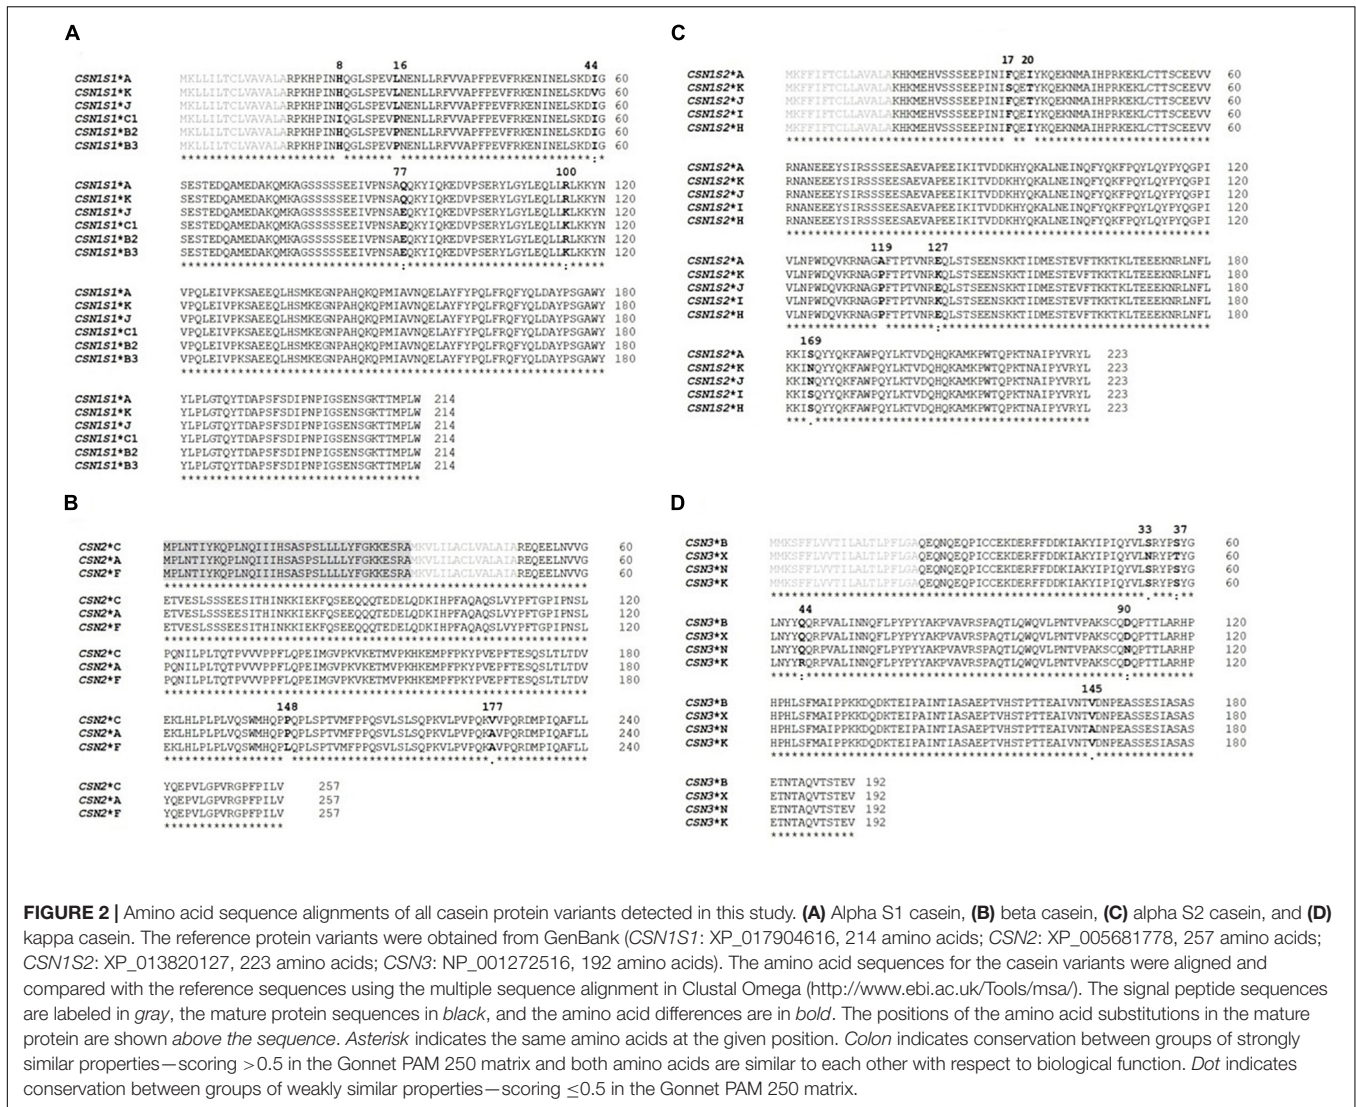 A
8 16 44
CSN1S1*A MKLLILTCLVAVALARPKHPINHQGLSPEVLNENLLRFVVAPFPEVFRKENINELSKDIG 60
CSN1S1*K MKLLILTCLVAVALARPKHPINHQGLSPEVLNENLLRFVVAPFPEVFRKENINELSKDVG 60
CSN1S1*J MKLLILTCLVAVALARPKHPINHQGLSPEVLNENLLRFVVAPFPEVFRKENINELSKDIG 60
CSN1S1*C1 MKLLILTCLVAVALARPKHPINIQGLSPEVPNENLLRFVVAPFPEVFRKENINELSKDIG 60
CSN1S1*B2 MKLLILTCLVAVALARPKHPINHQGLSPEVPNENLLRFVVAPFPEVFRKENINELSKDIG 60
CSN1S1*B3 MKLLILTCLVAVALARPKHPINHQGLSPEVPNENLLRFVVAPFPEVFRKENINELSKDIG 60
********************** ******* ***************************:*
77 100
CSN1S1*A SESTEDQAMEDAKQMKAGSSSSSEEIVPNSAQQKYIQKEDVPSERYLGYLEQLLRLKKYN 120
CSN1S1*K SESTEDQAMEDAKQMKAGSSSSSEEIVPNSAQQKYIQKEDVPSERYLGYLEQLLRLKKYN 120
CSN1S1*J SESTEDQAMEDAKQMKAGSSSSSEEIVPNSAEQKYIQKEDVPSERYLGYLEQLLKLKKYN 120
CSN1S1*C1 SESTEDQAMEDAKQMKAGSSSSSEEIVPNSAEQKYIQKEDVPSERYLGYLEQLLKLKKYN 120
CSN1S1*B2 SESTEDQAMEDAKQMKAGSSSSSEEIVPNSAEQKYIQKEDVPSERYLGYLEQLLRLKKYN 120
CSN1S1*B3 SESTEDQAMEDAKQMKAGSSSSSEEIVPNSAEQKYIQKEDVPSERYLGYLEQLLKLKKYN 120
*******************************:**********************:*****
CSN1S1*A VPQLEIVPKSAEEQLHSMKEGNPAHQKQPMIAVNQELAYFYPQLFRQFYQLDAYPSGAWY 180
CSN1S1*K VPQLEIVPKSAEEQLHSMKEGNPAHQKQPMIAVNQELAYFYPQLFRQFYQLDAYPSGAWY 180
CSN1S1*J VPQLEIVPKSAEEQLHSMKEGNPAHQKQPMIAVNQELAYFYPQLFRQFYQLDAYPSGAWY 180
CSN1S1*C1 VPQLEIVPKSAEEQLHSMKEGNPAHQKQPMIAVNQELAYFYPQLFRQFYQLDAYPSGAWY 180
CSN1S1*B2 VPQLEIVPKSAEEQLHSMKEGNPAHQKQPMIAVNQELAYFYPQLFRQFYQLDAYPSGAWY 180
CSN1S1*B3 VPQLEIVPKSAEEQLHSMKEGNPAHQKQPMIAVNQELAYFYPQLFRQFYQLDAYPSGAWY 180
************************************************************
CSN1S1*A YLPLGTQYTDAPSFSDIPNPIGSENSGKTTMPLW 214
CSN1S1*K YLPLGTQYTDAPSFSDIPNPIGSENSGKTTMPLW 214
CSN1S1*J YLPLGTQYTDAPSFSDIPNPIGSENSGKTTMPLW 214
CSN1S1*C1 YLPLGTQYTDAPSFSDIPNPIGSENSGKTTMPLW 214
CSN1S1*B2 YLPLGTQYTDAPSFSDIPNPIGSENSGKTTMPLW 214
CSN1S1*B3 YLPLGTQYTDAPSFSDIPNPIGSENSGKTTMPLW 214
**********************************
B
CSN2*C MPLNTIYKQPLNQIIIHSASPSLLLLYFGKKESRAMKVLILACLVALAIAREQEELNVVG 60
CSN2*A MPLNTIYKQPLNQIIIHSASPSLLLLYFGKKESRAMKVLILACLVALAIAREQEELNVVG 60
CSN2*F MPLNTIYKQPLNQIIIHSASPSLLLLYFGKKESRAMKVLILACLVALAIAREQEELNVVG 60
************************************************************
CSN2*C ETVESLSSSEESITHINKKIEKFQSEEQQQTEDELQDKIHPFAQAQSLVYPFTGPIPNSL 120
CSN2*A ETVESLSSSEESITHINKKIEKFQSEEQQQTEDELQDKIHPFAQAQSLVYPFTGPIPNSL 120
CSN2*F ETVESLSSSEESITHINKKIEKFQSEEQQQTEDELQDKIHPFAQAQSLVYPFTGPIPNSL 120
************************************************************
CSN2*C PQNILPLTQTPVVVPPFLQPEIMGVPKVKETMVPKHKEMPFPKYPVEPFTESQSLTLTDV 180
CSN2*A PQNILPLTQTPVVVPPFLQPEIMGVPKVKETMVPKHKEMPFPKYPVEPFTESQSLTLTDV 180
CSN2*F PQNILPLTQTPVVVPPFLQPEIMGVPKVKETMVPKHKEMPFPKYPVEPFTESQSLTLTDV 180
************************************************************
148 177
CSN2*C EKLHLPLPLVQSWMHQPPQPLSPTVMFPPQSVLSLSQPKVLPVPQKVVPQRDMPIQAFLL 240
CSN2*A EKLHLPLPLVQSWMHQPPQPLSPTVMFPPQSVLSLSQPKVLPVPQKAVPQRDMPIQAFLL 240
CSN2*F EKLHLPLPLVQSWMHQPLQPLSPTVMFPPQSVLSLSQPKVLPVPQKAVPQRDMPIQAFLL 240
***************** ****************************.*************
CSN2*C YQEPVLGPVRGPFPILV 257
CSN2*A YQEPVLGPVRGPFPILV 257
CSN2*F YQEPVLGPVRGPFPILV 257
*****************
C
17 20
CSN1S2*A MKFFIFTCLLAVALAKHKMEHVSSSEEPINIFQEIYKQEKNMAIHPRKEKLCTTSCEEVV 60
CSN1S2*K MKFFIFTCLLAVALAKHKMEHVSSSEEPINISQETYKQEKNMAIHPRKEKLCTTSCEEVV 60
CSN1S2*J MKFFIFTCLLAVALAKHKMEHVSSSEEPINIFQETYKQEKNMAIHPRKEKLCTTSCEEVV 60
CSN1S2*I MKFFIFTCLLAVALAKHKMEHVSSSEEPINIFQEIYKQEKNMAIHPRKEKLCTTSCEEVV 60
CSN1S2*H MKFFIFTCLLAVALAKHKMEHVSSSEEPINIFQEIYKQEKNMAIHPRKEKLCTTSCEEVV 60
******************************* ** *************************
CSN1S2*A RNANEEEYSIRSSSEESAEVAPEEIKITVDDKHYQKALNEINQFYQKFPQYLQYPYQGPI 120
CSN1S2*K RNANEEEYSIRSSSEESAEVAPEEIKITVDDKHYQKALNEINQFYQKFPQYLQYPYQGPI 120
CSN1S2*J RNANEEEYSIRSSSEESAEVAPEEIKITVDDKHYQKALNEINQFYQKFPQYLQYPYQGPI 120
CSN1S2*I RNANEEEYSIRSSSEESAEVAPEEIKITVDDKHYQKALNEINQFYQKFPQYLQYPYQGPI 120
CSN1S2*H RNANEEEYSIRSSSEESAEVAPEEIKITVDDKHYQKALNEINQFYQKFPQYLQYPYQGPI 120
************************************************************
119 127
CSN1S2*A VLNPWDQVKRNAGAFTPTVNREQLSTSEENSKKTIDMESTEVFTKKTKLTEEEKNRLNFL 180
CSN1S2*K VLNPWDQVKRNAGPFTPTVNRKQLSTSEENSKKTIDMESTEVFTKKTKLTEEEKNRLNFL 180
CSN1S2*J VLNPWDQVKRNAGPFTPTVNRKQLSTSEENSKKTIDMESTEVFTKKTKLTEEEKNRLNFL 180
CSN1S2*I VLNPWDQVKRNAGPFTPTVNRKQLSTSEENSKKTIDMESTEVFTKKTKLTEEEKNRLNFL 180
CSN1S2*H VLNPWDQVKRNAGPFTPTVNREQLSTSEENSKKTIDMESTEVFTKKTKLTEEEKNRLNFL 180
************* *******:**************************************
169
CSN1S2*A KKISQYYQKFAWPQYLKTVDQHQKAMKPWTQPKTNAIPYVRYL 223
CSN1S2*K KKINQYYQKFAWPQYLKTVDQHQKAMKPWTQPKTNAIPYVRYL 223
CSN1S2*J KKINQYYQKFAWPQYLKTVDQHQKAMKPWTQPKTNAIPYVRYL 223
CSN1S2*I KKISQYYQKFAWPQYLKTVDQHQKAMKPWTQPKTNAIPYVRYL 223
CSN1S2*H KKISQYYQKFAWPQYLKTVDQHQKAMKPWTQPKTNAIPYVRYL 223
***.***************************************
D
33 37
CSN3*B MMKSFFLVVTILALTLPFLGAQEQNQEQPICCEKDERFFDDKIAKYIPIQYVLSRYPSYG 60
CSN3*X MMKSFFLVVTILALTLPFLGAQEQNQEQPICCEKDERFFDDKIAKYIPIQYVLNRYPTYG 60
CSN3*N MMKSFFLVVTILALTLPFLGAQEQNQEQPICCEKDERFFDDKIAKYIPIQYVLSRYPSYG 60
CSN3*K MMKSFFLVVTILALTLPFLGAQEQNQEQPICCEKDERFFDDKIAKYIPIQYVLSRYPSYG 60
*****************************************************.***:**
44 90
CSN3*B LNYYQQRPVALINNQFLPYPYYAKPVAVRSPAQTLQWQVLPNTVPAKSCQDQPTTLARHP 120
CSN3*X LNYYQQRPVALINNQFLPYPYYAKPVAVRSPAQTLQWQVLPNTVPAKSCQDQPTTLARHP 120
CSN3*N LNYYQQRPVALINNQFLPYPYYAKPVAVRSPAQTLQWQVLPNTVPAKSCQNQPTTLARHP 120
CSN3*K LNYYRQRPVALINNQFLPYPYYAKPVAVRSPAQTLQWQVLPNTVPAKSCQDQPTTLARHP 120
****:*********************************************:*********
145
CSN3*B HPHLSFMAIPPKKDQDKTEIPAINTIASAEPTVHSTPTTEAIVNTVDNPEASSESIASAS 180
CSN3*X HPHLSFMAIPPKKDQDKTEIPAINTIASAEPTVHSTPTTEAIVNTVDNPEASSESIASAS 180
CSN3*N HPHLSFMAIPPKKDQDKTEIPAINTIASAEPTVHSTPTTEAIVNTADNPEASSESIASAS 180
CSN3*K HPHLSFMAIPPKKDQDKTEIPAINTIASAEPTVHSTPTTEAIVNTVDNPEASSESIASAS 180
*********************************************.**************
CSN3*B ETNTAQVTSTEV 192
CSN3*X ETNTAQVTSTEV 192
CSN3*N ETNTAQVTSTEV 192
CSN3*K ETNTAQVTSTEV 192
************
FIGURE 2 | Amino acid sequence alignments of all casein protein variants detected in this study. (A) Alpha S1 casein, (B) beta casein, (C) alpha S2 casein, and (D)
kappa casein. The reference protein variants were obtained from GenBank (CSN1S1: XP_017904616, 214 amino acids; CSN2: XP_005681778, 257 amino acids;
CSN1S2: XP_013820127, 223 amino acids; CSN3: NP_001272516, 192 amino acids). The amino acid sequences for the casein variants were aligned and
compared with the reference sequences using the multiple sequence alignment in Clustal Omega (http://www.ebi.ac.uk/Tools/msa/). The signal peptide sequences
are labeled in gray, the mature protein sequences in black, and the amino acid differences are in bold. The positions of the amino acid substitutions in the mature
protein are shown above the sequence. Asterisk indicates the same amino acids at the given position. Colon indicates conservation between groups of strongly
similar properties—scoring >0.5 in the Gonnet PAM 250 matrix and both amino acids are similar to each other with respect to biological function. Dot indicates
conservation between groups of weakly similar properties—scoring ≤0.5 in the Gonnet PAM 250 matrix.